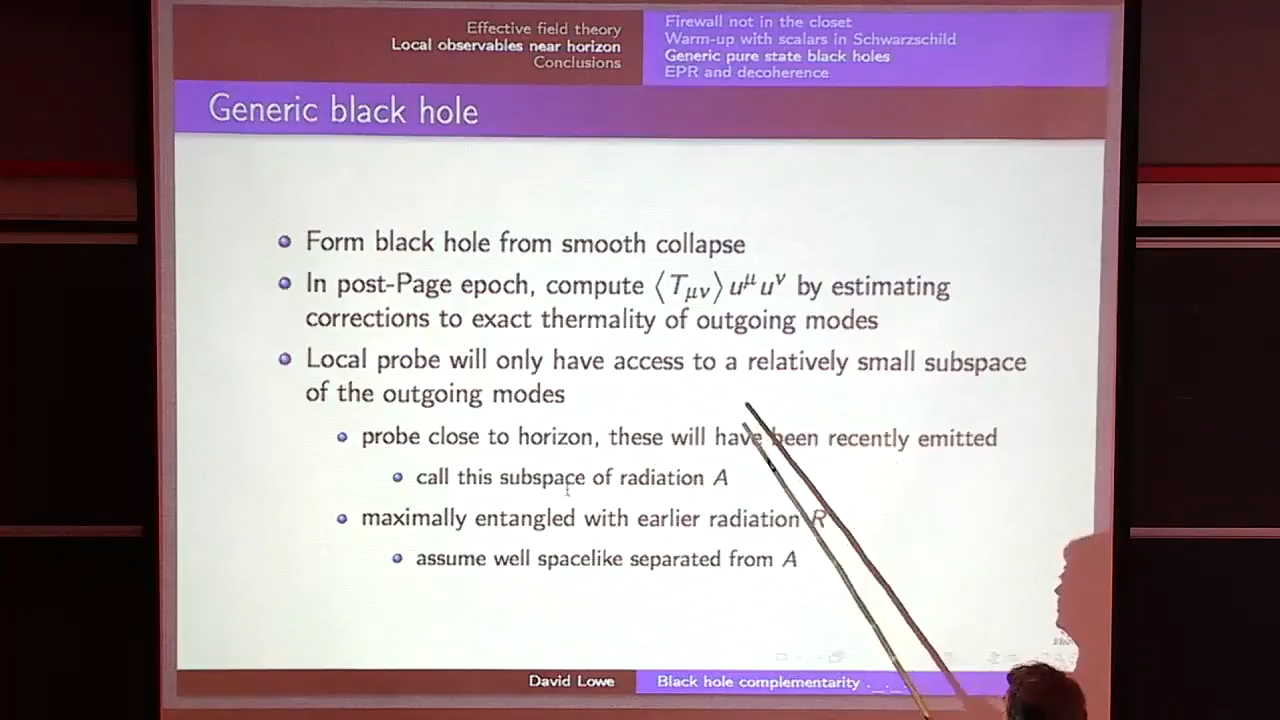 Effective field theory
Local observables near horizon
Conclusions
Firewall not in the closet
Warm-up with scalars in Schwarzschild
Generic pure state black holes
EPR and decoherence
Generic black hole
Form black hole from smooth collapse
In post-Page epoch, compute ⟨T_μν⟩ u^μ u^ν by estimating
corrections to exact thermality of outgoing modes
Local probe will only have access to a relatively small subspace
of the outgoing modes
probe close to horizon, these will have been recently emitted
call this subspace of radiation A
maximally entangled with earlier radiation R
assume well spacelike separated from A
David Lowe
Black hole complementarity